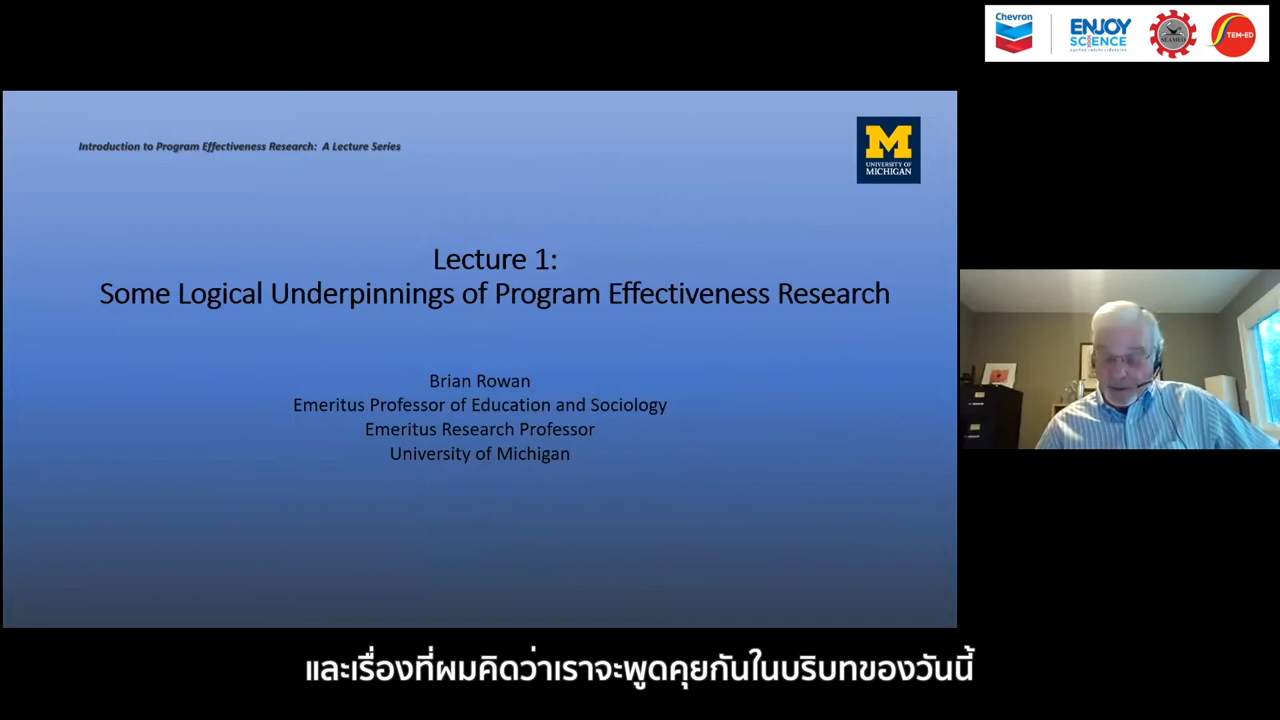 Chevron
ENJOY
SCIENCE
SEAMEO
TEM-ED
Introduction to Program Effectiveness Research: A Lecture Series
M
UNIVERSITY OF
MICHIGAN
Lecture 1:
Some Logical Underpinnings of Program Effectiveness Research
Brian Rowan
Emeritus Professor of Education and Sociology
Emeritus Research Professor
University of Michigan
และเรื่องที่ผมคิดว่าเราจะพูดคุยกันในบริบทของวันนี้